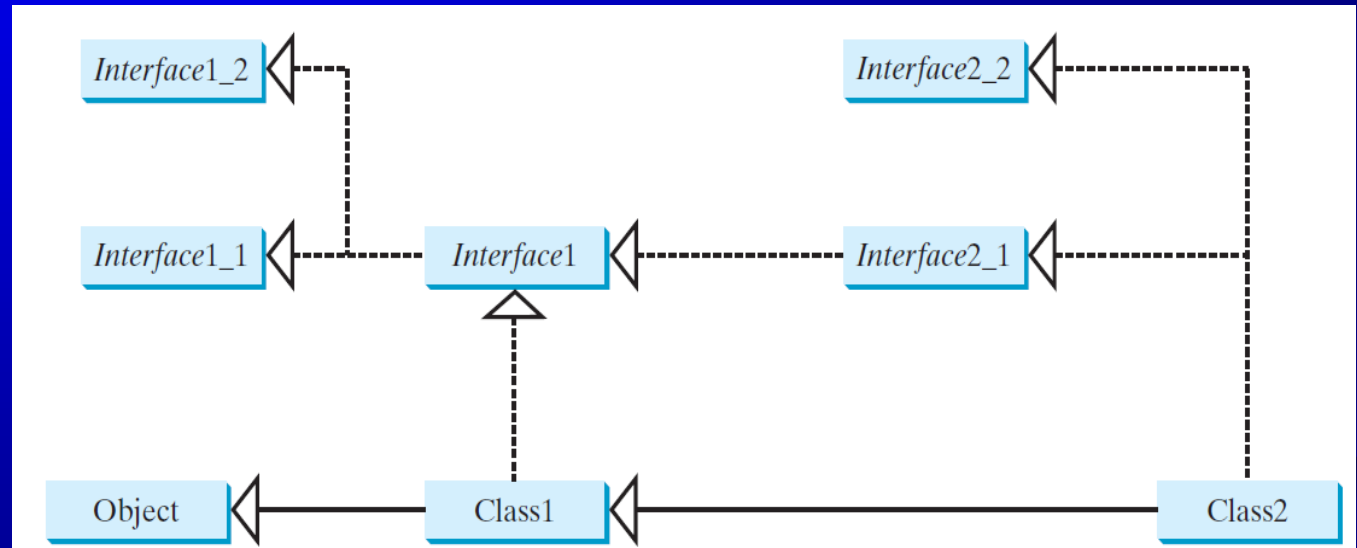 Interface1_2
Interface2_2
Interface1_1
Interface1
Interface2_1
Object
Class1
Class2